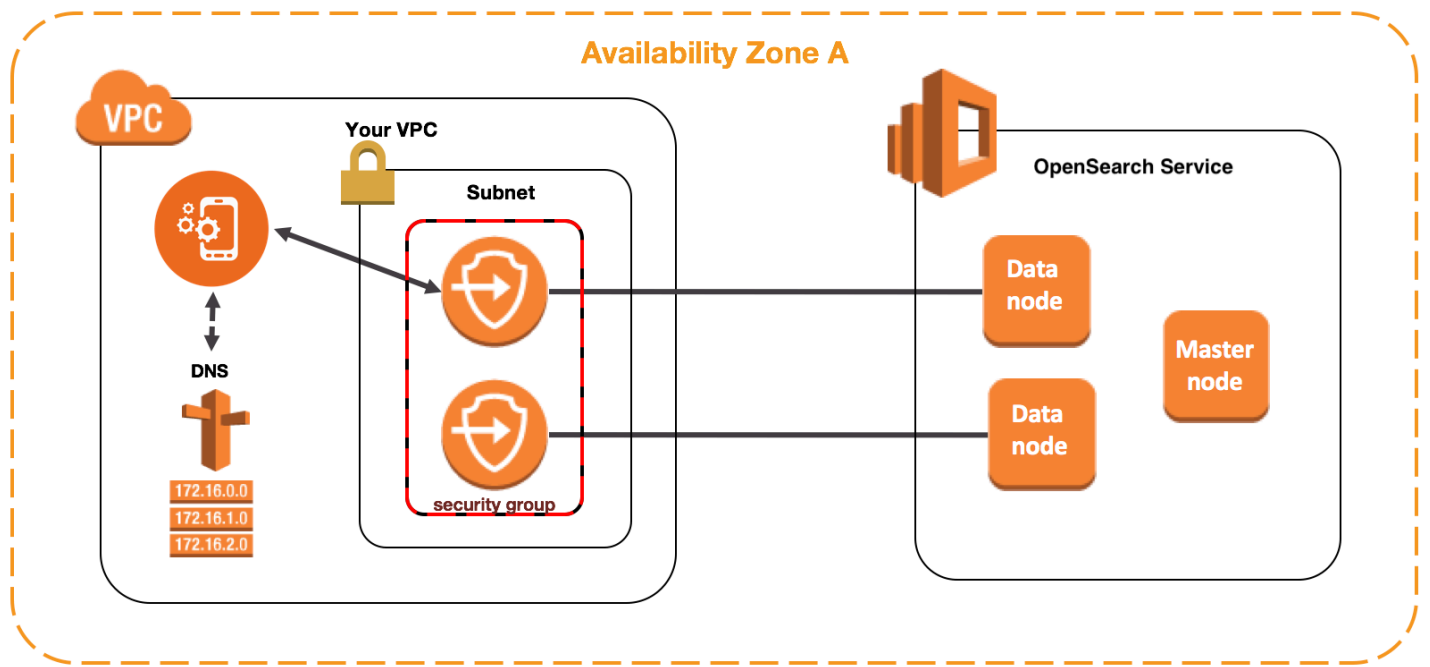 Availability Zone A
VPC
Your VPC
Subnet
security group
DNS
172.16.0.0
172.16.1.0
172.16.2.0
OpenSearch Service
Data
node
Data
node
Master
node